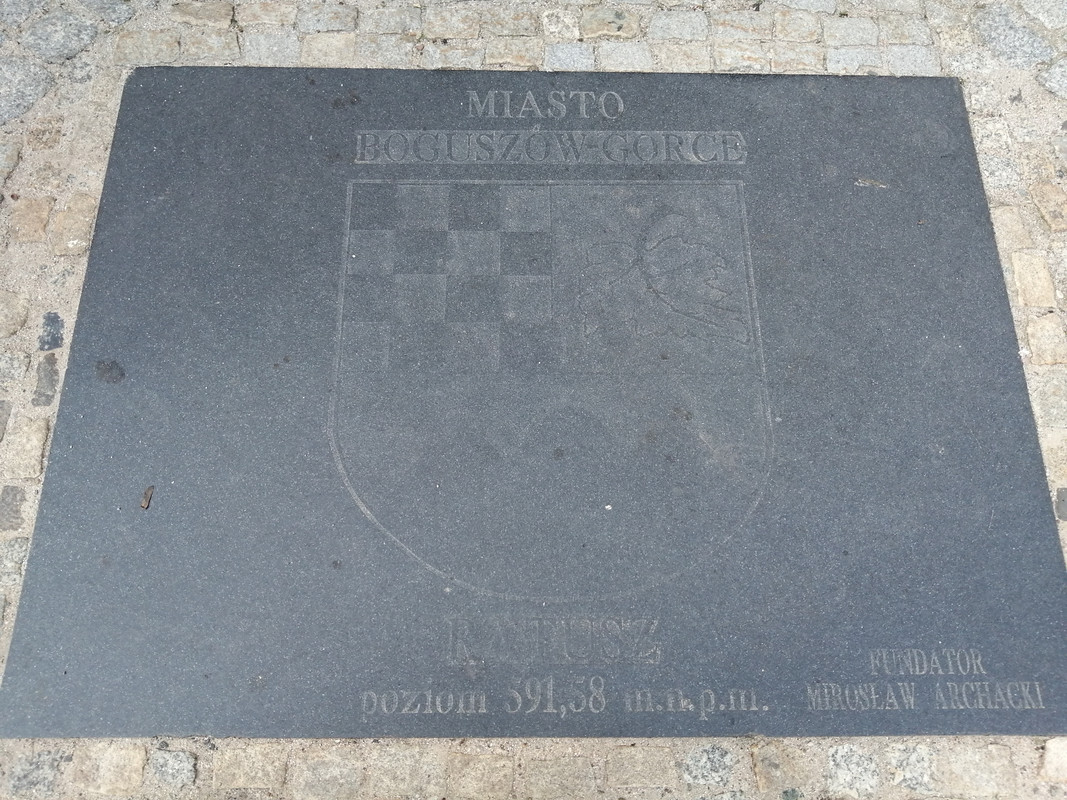 MIASTO
BOGUSZÓW-GORCE
RATUSZ
poziom 591,58 m.n.p.m.
FUNDATOR
MIROSŁAW ARCHACKI